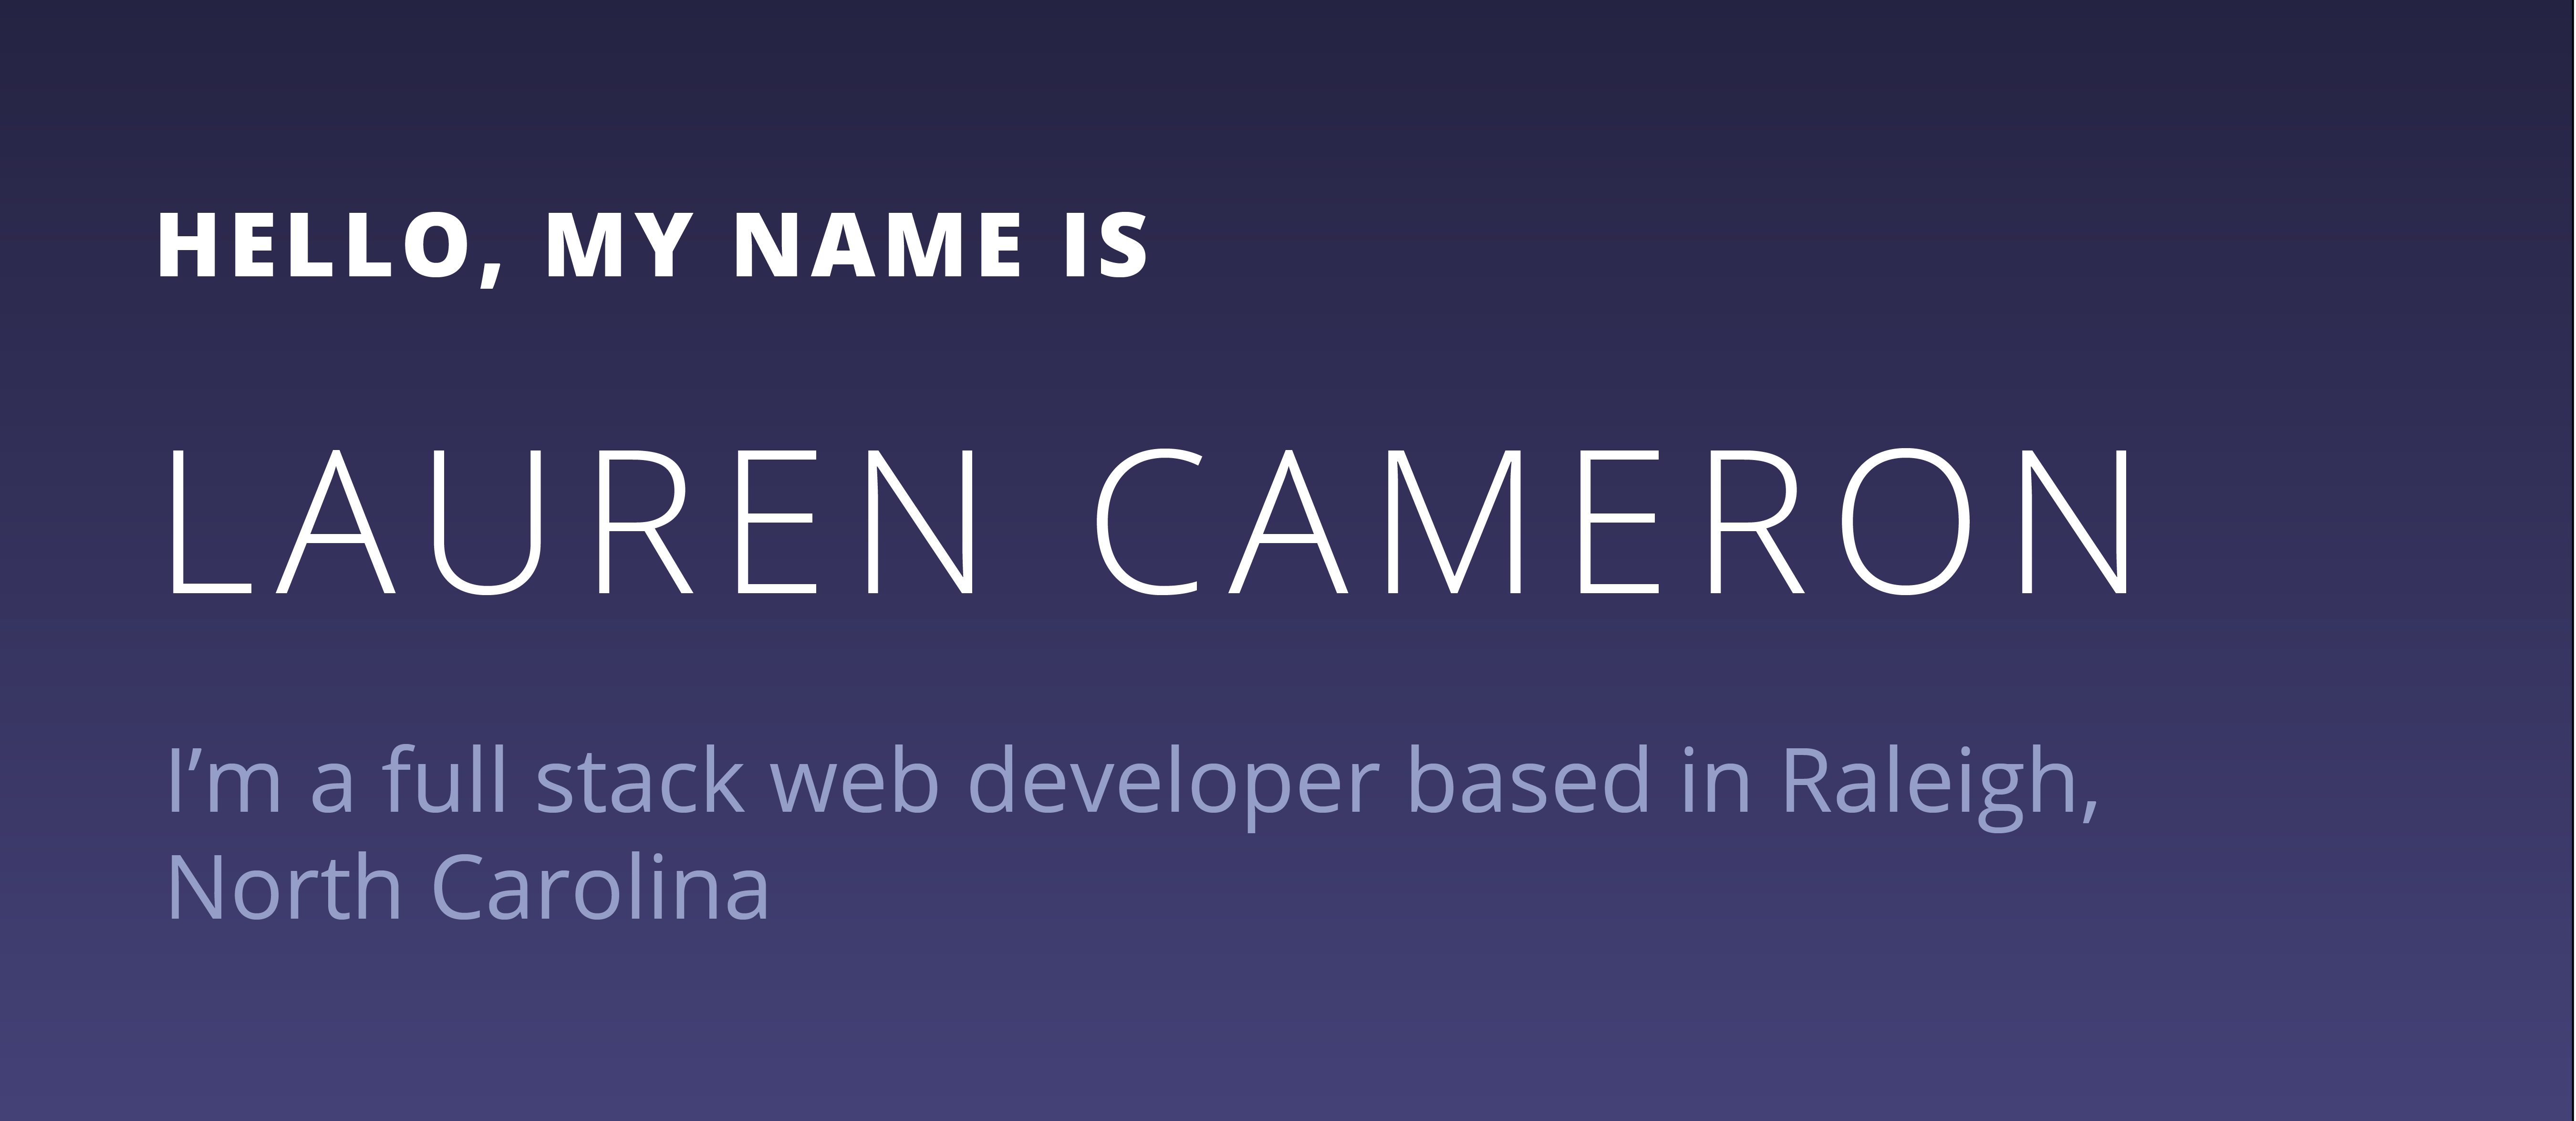 HELLO, MY NAME IS
LAUREN CAMERON
I’m a full stack web developer based in Raleigh,
North Carolina